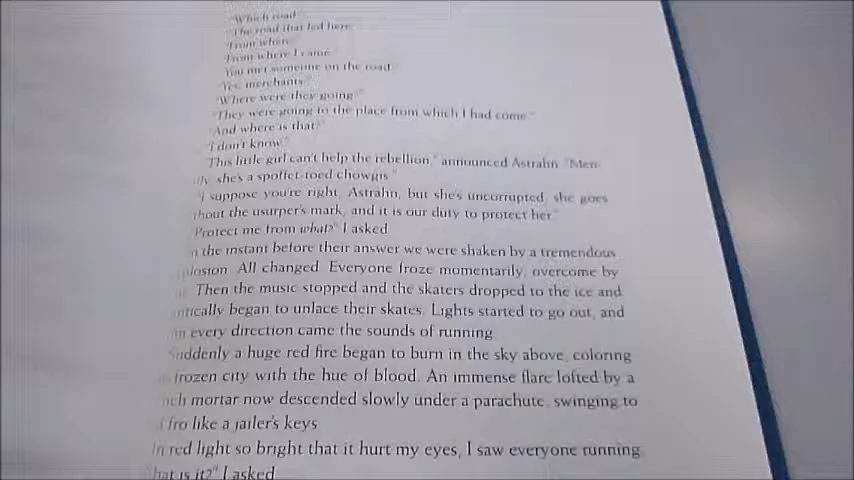 "Which road"
"The road that led here
"From where
"From where I came."
You met someone on the road."
"Yes, merchants."
"Where were they going?"
"They were going to the place from which I had come."
"And where is that?"
"I don't know."
"This little girl can't help the rebellion," announced Astrahn "Men-
she's a spoffet-toed chowgis."
"I suppose you're right, Astrahn, but she's uncorrupted, she goes
the usurper's mark, and it is our duty to protect her"
"Protect me from what?" I asked
the instant before their answer we were shaken by a tremendous
All changed. Everyone froze momentarily, overcome by
Then the music stopped and the skaters dropped to the ice and
began to unlace their skates. Lights started to go out, and
every direction came the sounds of running
Suddenly a huge red fire began to burn in the sky above, coloring
frozen city with the hue of blood. An immense flare lofted by a
mortar now descended slowly under a parachute, swinging to
fro like a jailer's keys
In red light so bright that it hurt my eyes, I saw everyone running
is it?" I asked